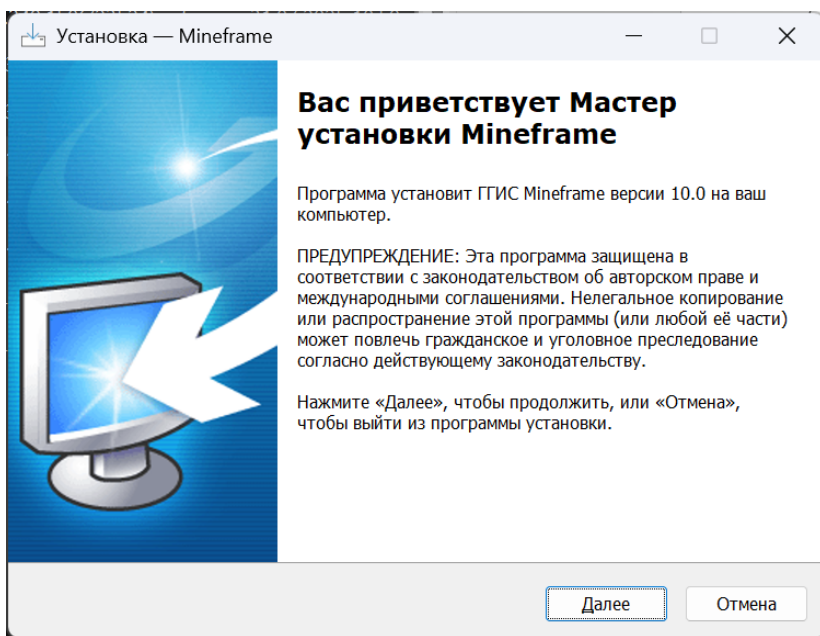 Установка — Mineframe
Вас приветствует Мастер
установки Mineframe
Программа установит ГГИС Mineframe версии 10.0 на ваш
компьютер.
ПРЕДУПРЕЖДЕНИЕ: Эта программа защищена в
соответствии с законодательством об авторском праве и
международными соглашениями. Нелегальное копирование
или распространение этой программы (или любой её части)
может повлечь гражданское и уголовное преследование
согласно действующему законодательству.
Нажмите «Далее», чтобы продолжить, или «Отмена»,
чтобы выйти из программы установки.
Далее
Отмена